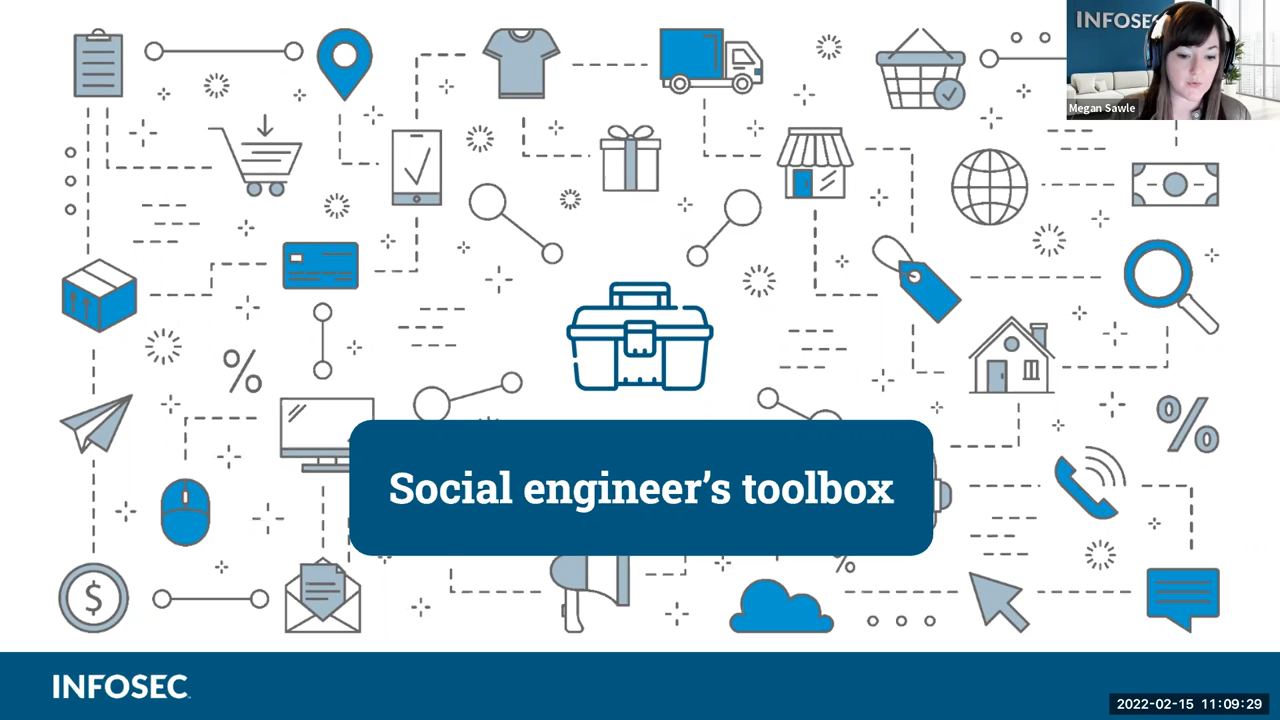 INFOSEC
Megan Sawle
%
%
Social engineer's toolbox
%
$
INFOSEC
2022-02-15 11:09:29